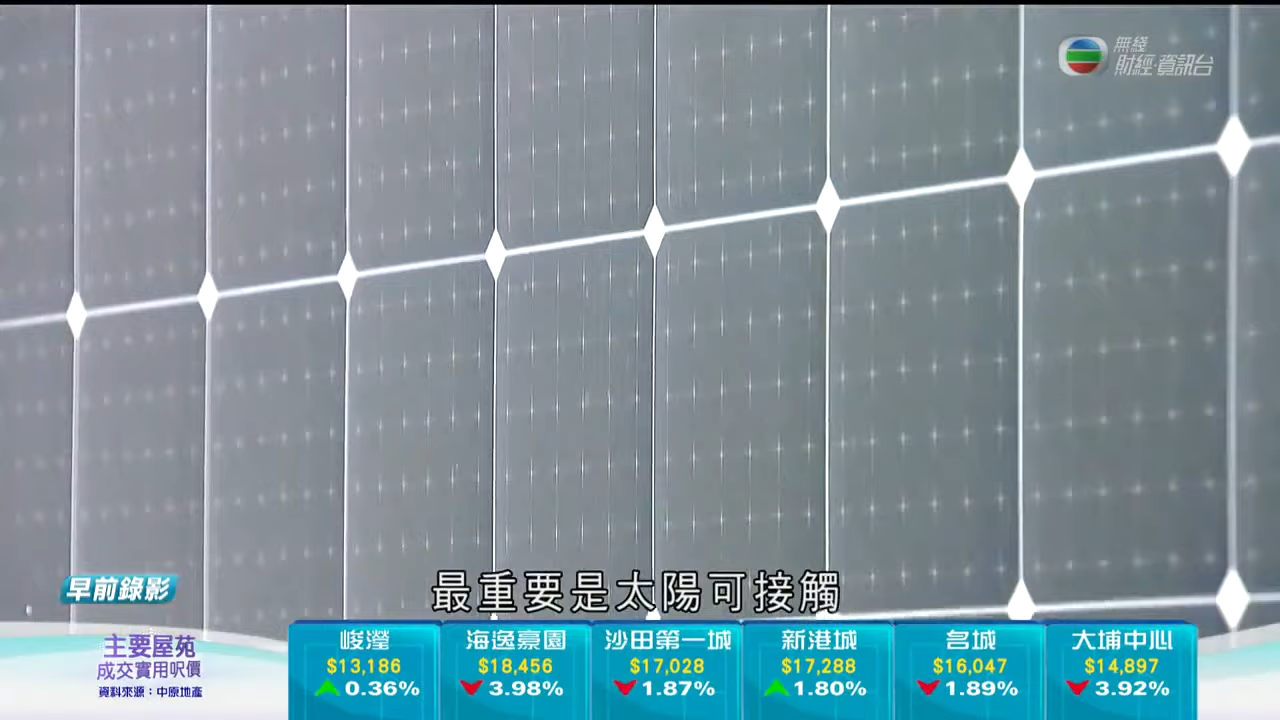 無綫
財經·資訊台
最重要是太陽可接觸
早前錄影
主要屋苑
成交實用呎價
資料來源：中原地產
峻瀅
$13,186
0.36%
海逸豪園
$18,456
3.98%
沙田第一城
$17,028
1.87%
新港城
$17,288
1.80%
名城
$16,047
1.89%
大埔中心
$14,897
3.92%